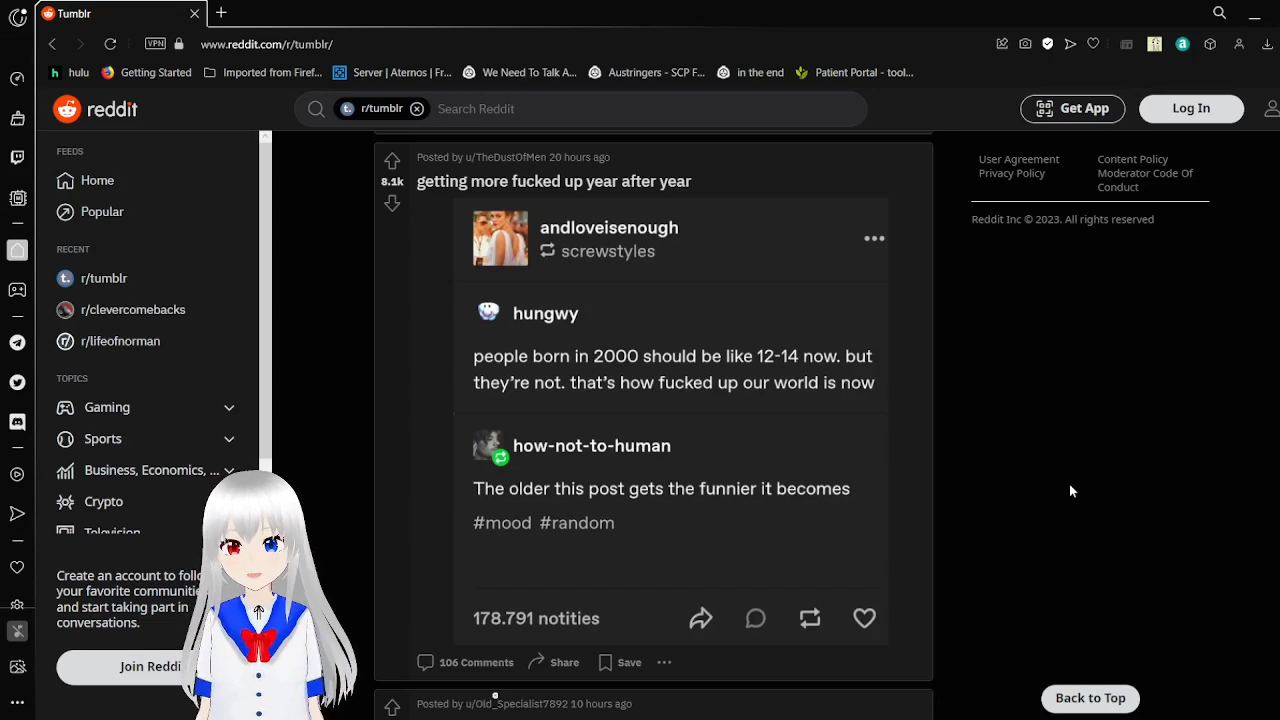 Tumblr
VPN
www.reddit.com/r/tumblr/
hulu
Getting Started
Imported from Firef...
Server | Aternos | Fr...
We Need To Talk A...
Austringers - SCP F...
in the end
Patient Portal - tool...
reddit
r/tumblr
Search Reddit
Get App
Log In
FEEDS
Home
Popular
RECENT
r/tumblr
r/clevercomebacks
r/lifeofnorman
TOPICS
Gaming
Sports
Business, Economics, ...
Crypto
Television
Create an account to follo
your favorite communitie
and start taking part in
conversations.
Join Reddi
Posted by u/TheDustOfMen 20 hours ago
8.1k
getting more fucked up year after year
andloveisenough
screwstyles
hungwy
people born in 2000 should be like 12-14 now. but
they're not. that's how fucked up our world is now
how-not-to-human
The older this post gets the funnier it becomes
#mood #random
178.791 notities
106 Comments
Share
Save
Posted by u/Old_Specialist7892 10 hours ago
User Agreement
Privacy Policy
Content Policy
Moderator Code Of
Conduct
Reddit Inc © 2023. All rights reserved
Back to Top